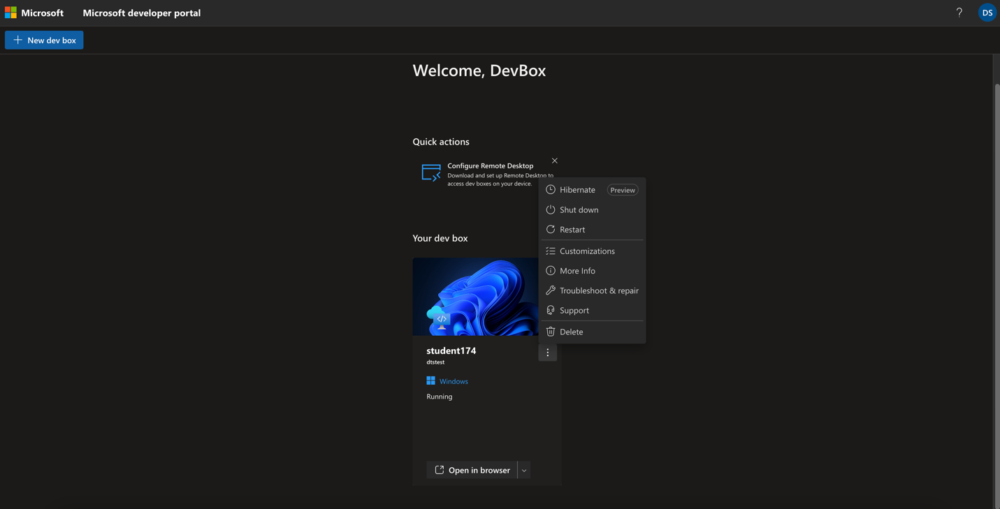 Microsoft
Microsoft developer portal
?
DS
New dev box
Welcome, DevBox
Quick actions
Configure Remote Desktop
Download and set up Remote Desktop to
access dev boxes on your device.
Hibernate Preview
Shut down
Restart
Customizations
More Info
Troubleshoot & repair
Support
Delete
Your dev box
</>
student174
dtstest
Windows
Running
Open in browser